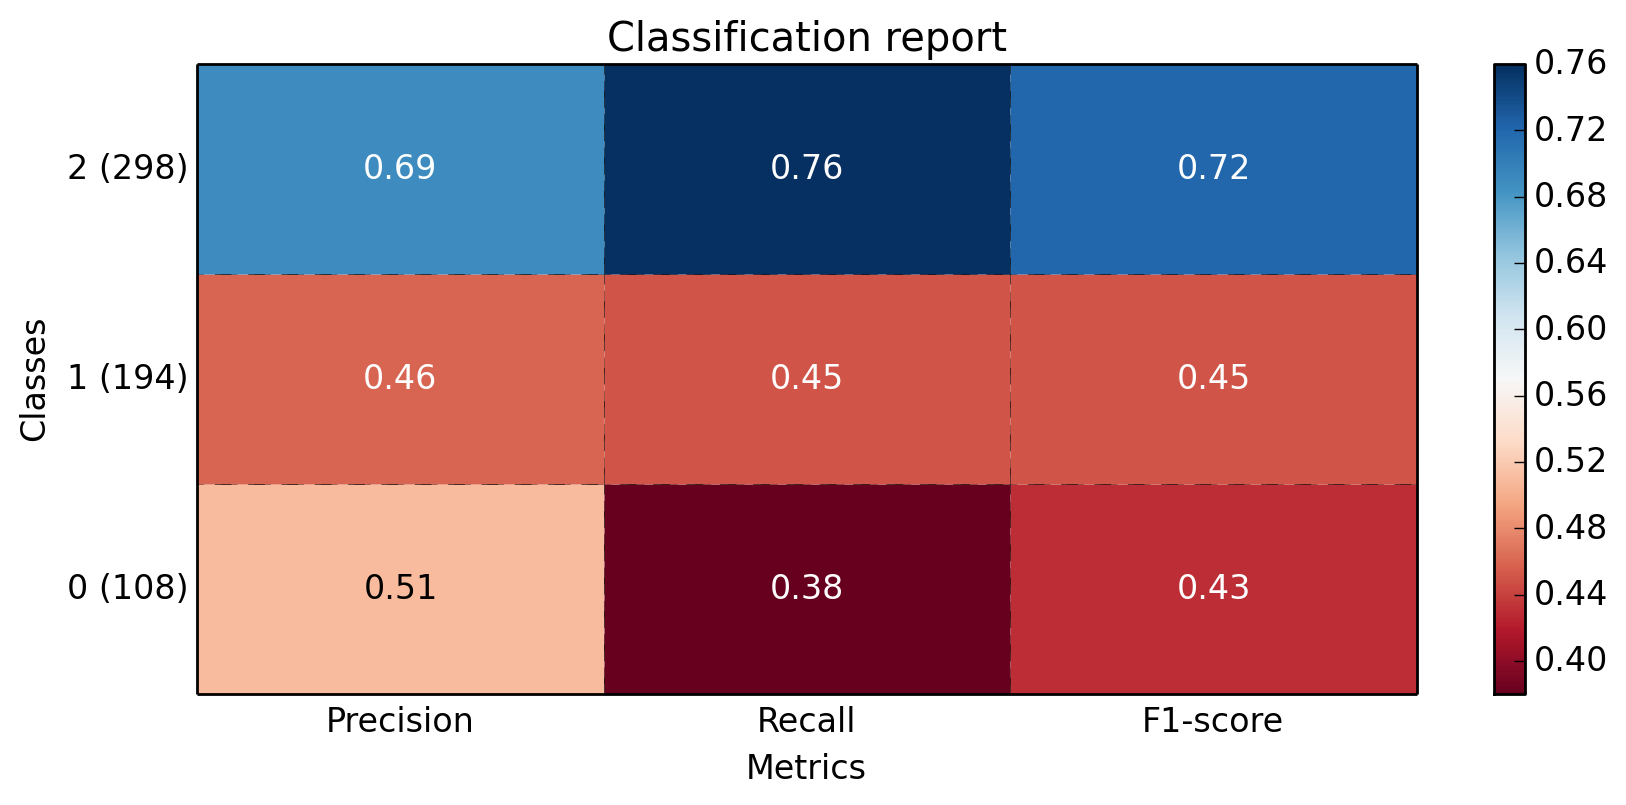 Classification report
2 (298) 0.69 0.76 0.72
1 (194) 0.46 0.45 0.45
0 (108) 0.51 0.38 0.43
Precision Recall F1-score
Metrics
Classes
0.76
0.72
0.68
0.64
0.60
0.56
0.52
0.48
0.44
0.40